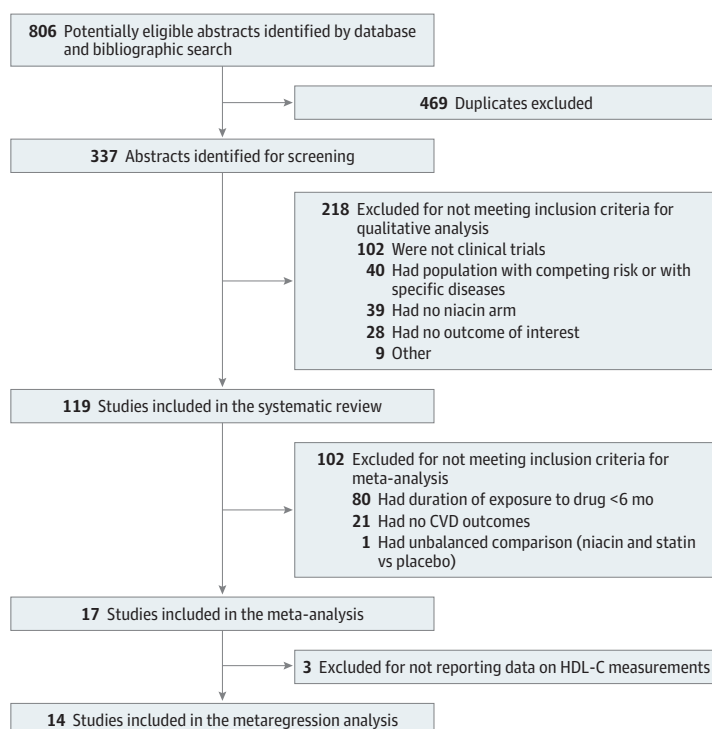 806 Potentially eligible abstracts identified by database
and bibliographic search
469 Duplicates excluded
337 Abstracts identified for screening
218 Excluded for not meeting inclusion criteria for
qualitative analysis
102 Were not clinical trials
40 Had population with competing risk or with
specific diseases
39 Had no niacin arm
28 Had no outcome of interest
9 Other
119 Studies included in the systematic review
102 Excluded for not meeting inclusion criteria for
meta-analysis
80 Had duration of exposure to drug <6 mo
21 Had no CVD outcomes
1 Had unbalanced comparison (niacin and statin
vs placebo)
17 Studies included in the meta-analysis
3 Excluded for not reporting data on HDL-C measurements
14 Studies included in the metaregression analysis